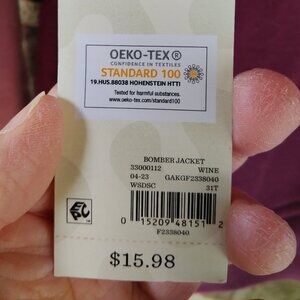 OEKO-TEX®
CONFIDENCE IN TEXTILES
STANDARD 100
19.HUS.88038 HOHENSTEIN HTTI
Tested for harmful substances.
www.oeko-tex.com/standard100
BOMBER JACKET
33000112 WINE
04-23 GAKGF2338040
WSDSC 31T
0 15209 48151 2
F2338040
$15.98